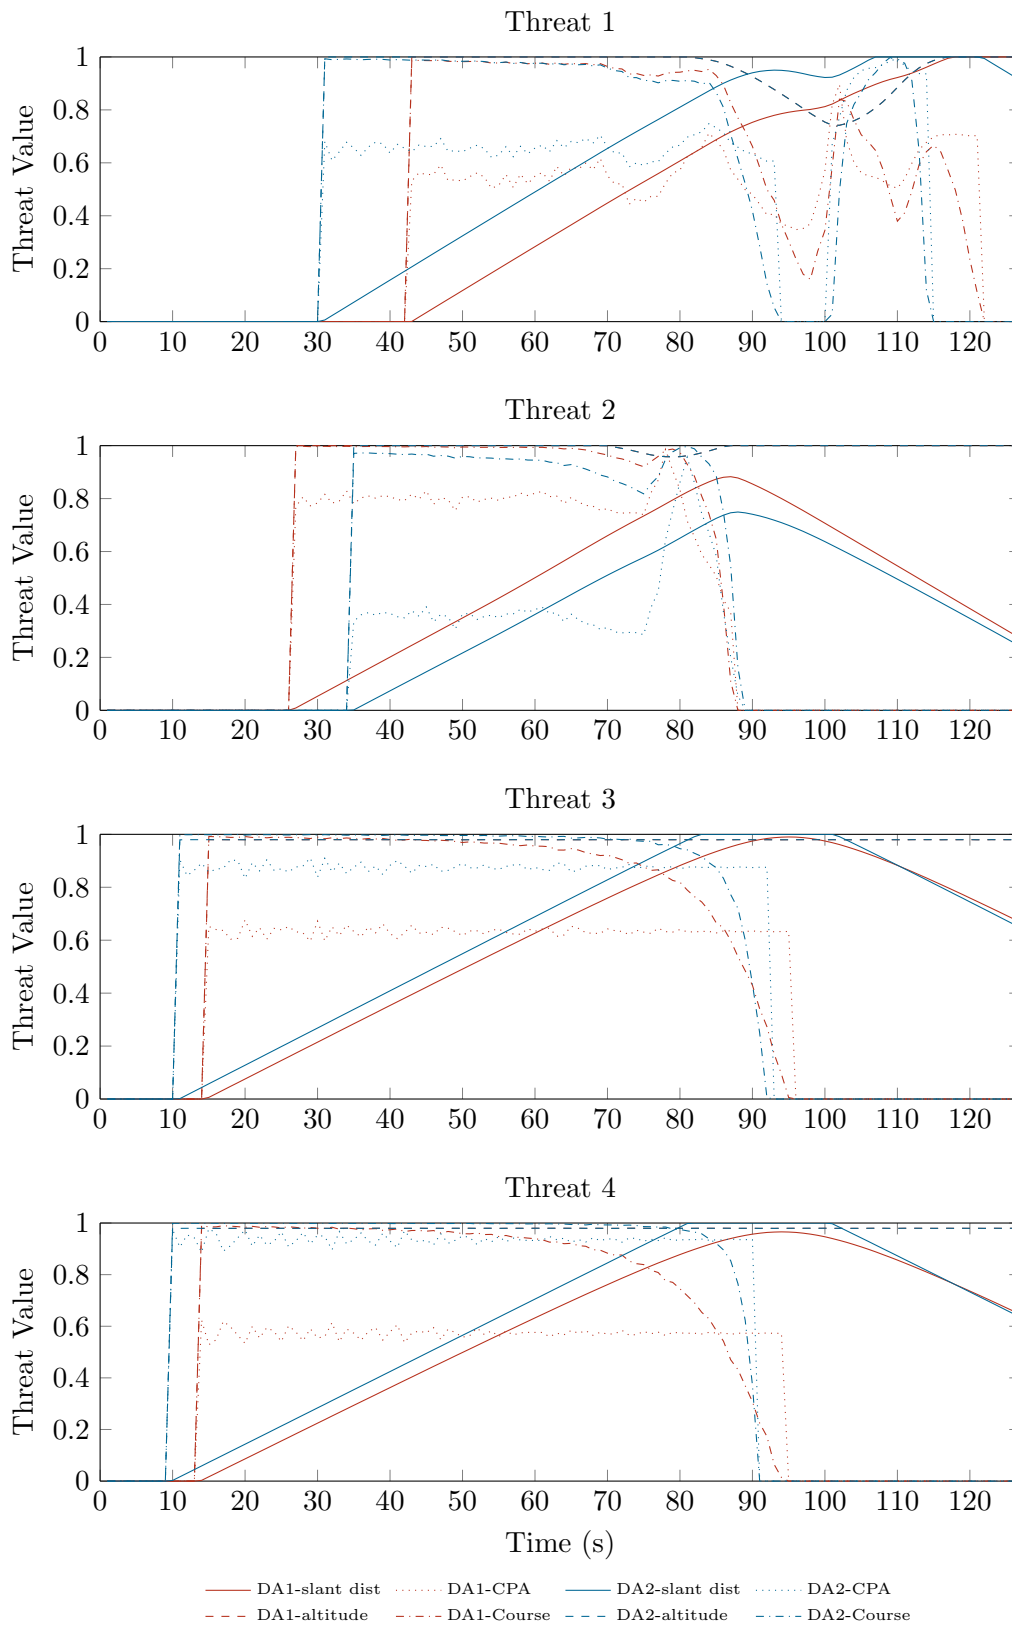 Threat 1
1
0.8
0.6
0.4
0.2
0
Threat Value
0 10 20 30 40 50 60 70 80 90 100 110 120
Threat 2
1
0.8
0.6
0.4
0.2
0
Threat Value
0 10 20 30 40 50 60 70 80 90 100 110 120
Threat 3
1
0.8
0.6
0.4
0.2
0
Threat Value
0 10 20 30 40 50 60 70 80 90 100 110 120
Threat 4
1
0.8
0.6
0.4
0.2
0
Threat Value
0 10 20 30 40 50 60 70 80 90 100 110 120
Time (s)
DA1-slant dist DA1-CPA DA2-slant dist DA2-CPA
DA1-altitude DA1-Course DA2-altitude DA2-Course